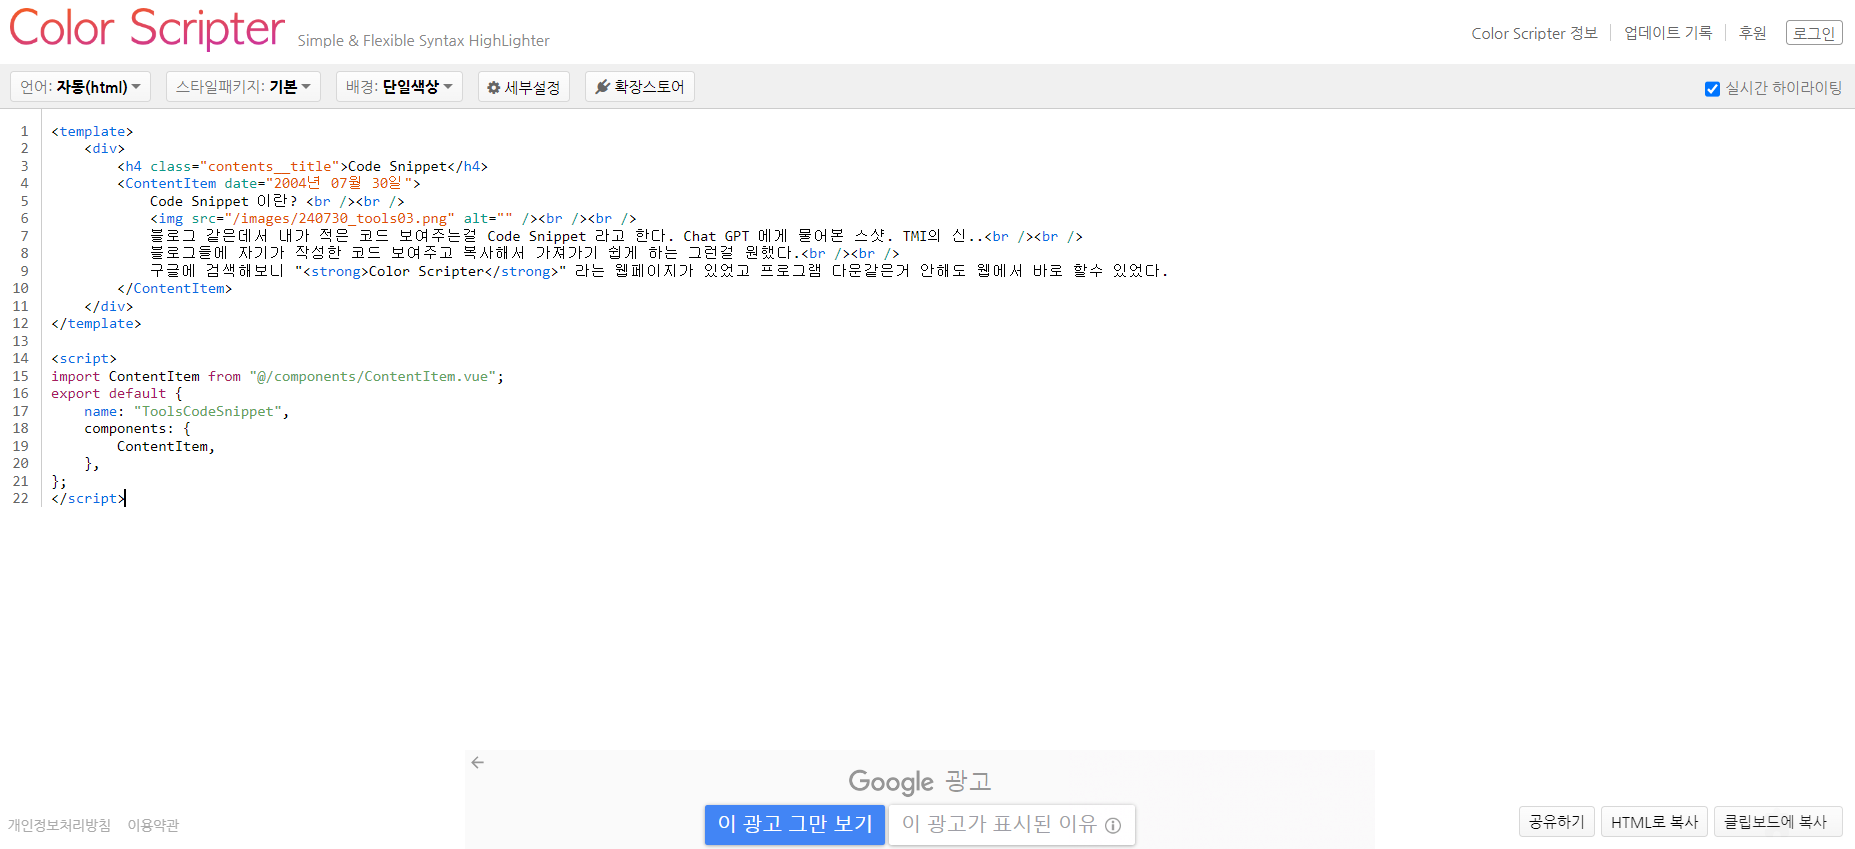 Color Scripter Simple & Flexible Syntax HighLighter
Color Scripter 정보 업데이트 기록 후원 로그인
언어: 자동(html) 스타일패키지: 기본 배경: 단일색상 세부설정 확장스토어 실시간 하이라이팅
1 <template>
2 <div>
3 <h4 class="contents__title">Code Snippet</h4>
4 <ContentItem date="2004년 07월 30일">
5 Code Snippet 이란? <br /><br />
6 <img src="/images/240730_tools03.png" alt="" /><br /><br />
7 블로그 같은데서 내가 적은 코드 보여주는걸 Code Snippet 라고 한다. Chat GPT 에게 물어본 스샷. TMI의 신..<br /><br />
8 블로그들에 자기가 작성한 코드 보여주고 복사해서 가져가기 쉽게 하는 그런걸 원했다.<br /><br />
9 구글에 검색해보니 "<strong>Color Scripter</strong>" 라는 웹페이지가 있었고 프로그램 다운같은거 안해도 웹에서 바로 할수 있었다.
10 </ContentItem>
11 </div>
12 </template>
13
14 <script>
15 import ContentItem from "@/components/ContentItem.vue";
16 export default {
17 name: "ToolsCodeSnippet",
18 components: {
19 ContentItem,
20 },
21 };
22 </script>
Google 광고
이 광고 그만 보기 이 광고가 표시된 이유
개인정보처리방침 이용약관
공유하기 HTML로 복사 클립보드에 복사